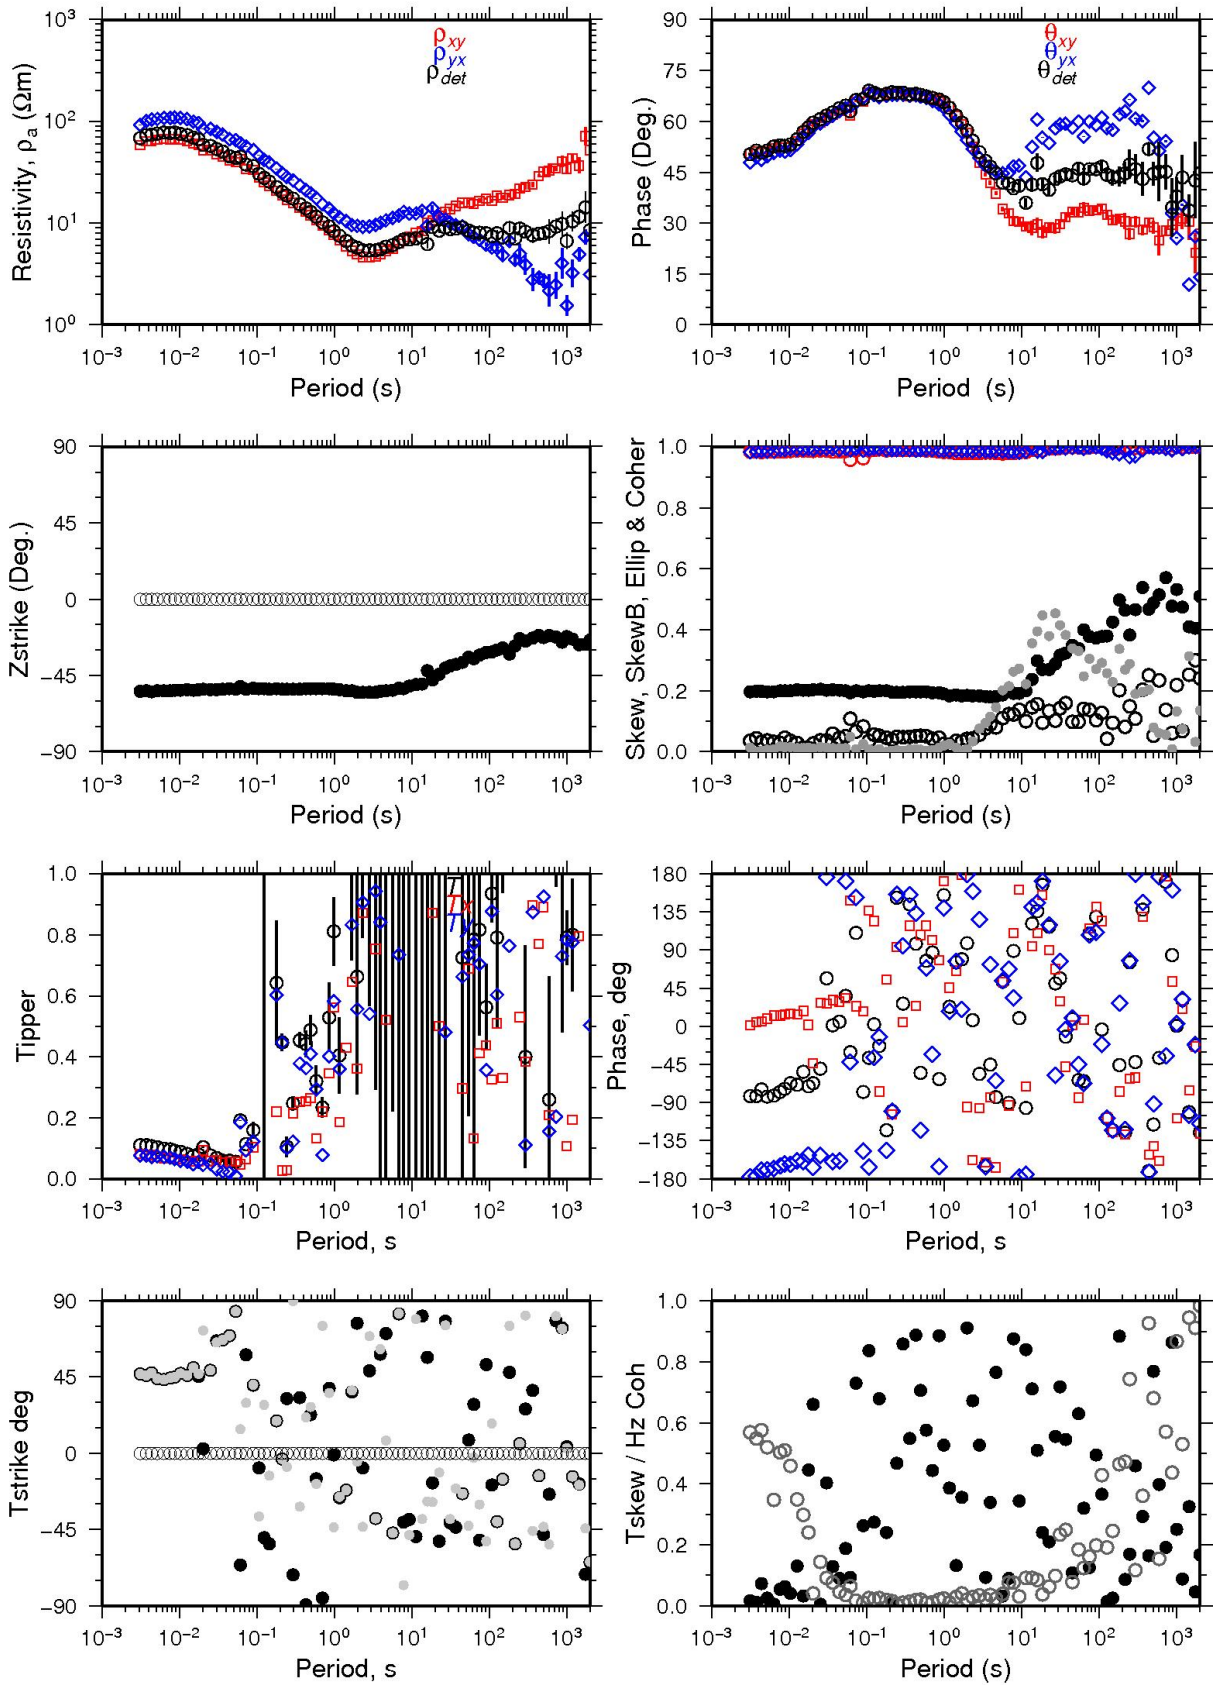 10³ 10² 10¹ 10⁰
Resistivity, ρa (Ωm)
ρxy
ρyx
ρdet
10⁻³ 10⁻² 10⁻¹ 10⁰ 10¹ 10² 10³
Period (s)
90 75 60 45 30 15 0
Phase (Deg.)
θxy
θyx
θdet
10⁻³ 10⁻² 10⁻¹ 10⁰ 10¹ 10² 10³
Period (s)
90 45 0 −45 −90
Zstrike (Deg.)
10⁻³ 10⁻² 10⁻¹ 10⁰ 10¹ 10² 10³
Period (s)
1.0 0.8 0.6 0.4 0.2 0.0
Skew, SkewB, Ellip & Coher
10⁻³ 10⁻² 10⁻¹ 10⁰ 10¹ 10² 10³
Period (s)
1.0 0.8 0.6 0.4 0.2 0.0
Tipper
T
Tx
Ty
10⁻³ 10⁻² 10⁻¹ 10⁰ 10¹ 10² 10³
Period, s
180 135 90 45 0 −45 −90 −135 −180
Phase, deg
10⁻³ 10⁻² 10⁻¹ 10⁰ 10¹ 10² 10³
Period, s
90 45 0 −45 −90
Tstrike deg
10⁻³ 10⁻² 10⁻¹ 10⁰ 10¹ 10² 10³
Period, s
1.0 0.8 0.6 0.4 0.2 0.0
Tskew / Hz Coh
10⁻³ 10⁻² 10⁻¹ 10⁰ 10¹ 10² 10³
Period (s)